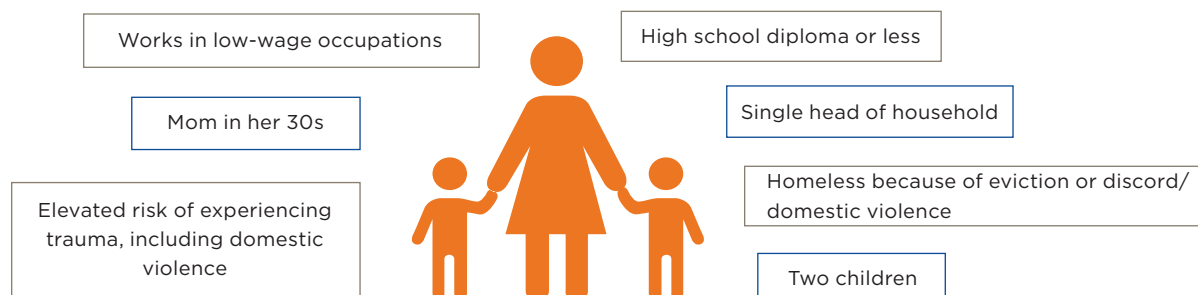 Works in low-wage occupations
High school diploma or less
Mom in her 30s
Single head of household
Elevated risk of experiencing
trauma, including domestic
violence
Homeless because of eviction or discord/
domestic violence
Two children